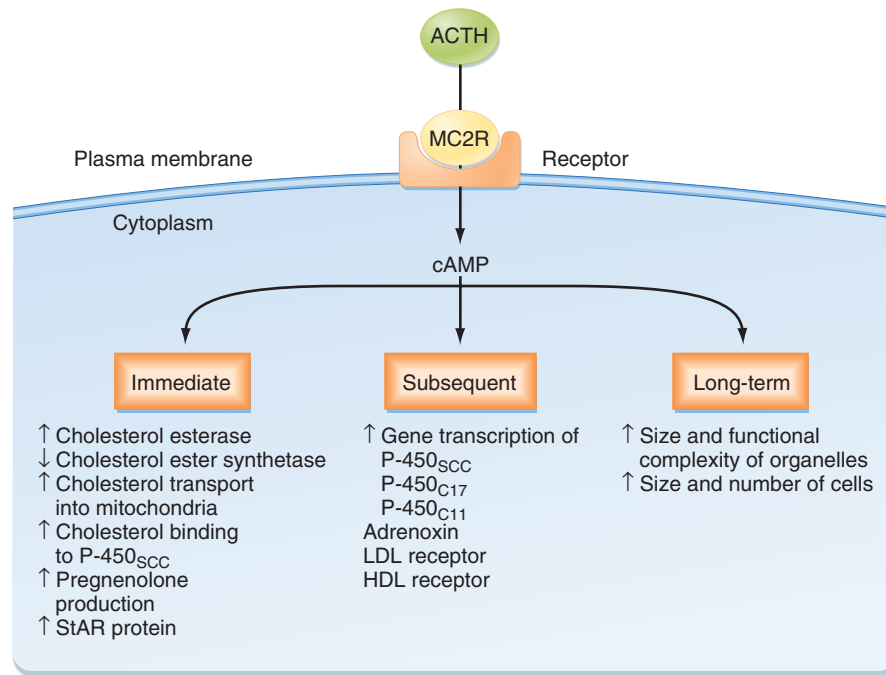 ACTH
MC2R
Plasma membrane
Receptor
Cytoplasm
cAMP
Immediate
↑ Cholesterol esterase
↓ Cholesterol ester synthetase
↑ Cholesterol transport
into mitochondria
↑ Cholesterol binding
to P-450SCC
↑ Pregnenolone
production
↑ StAR protein
Subsequent
↑ Gene transcription of
P-450SCC
P-450C17
P-450C11
Adrenoxin
LDL receptor
HDL receptor
Long-term
↑ Size and functional
complexity of organelles
↑ Size and number of cells